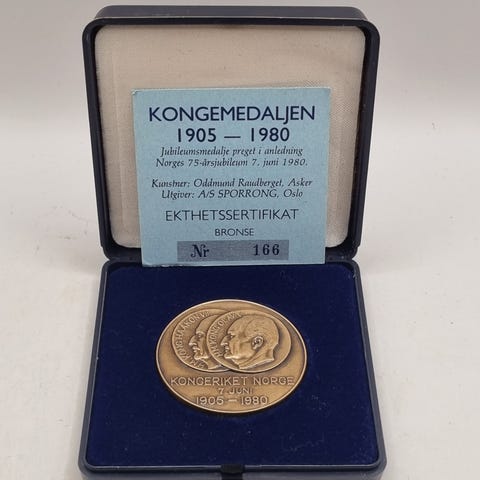 KONGEMEDALJEN
1905 — 1980
Jubileumsmedalje preget i anledning
Norges 75-årsjubileum 7. juni 1980.
Kunstner: Oddmund Raudberget, Asker
Utgiver: A/S SPORRONG, Oslo
EKTHETSSERTIFIKAT
BRONSE
Nr 166
KONGERIKET NORGE
7 JUNI
1905 – 1980